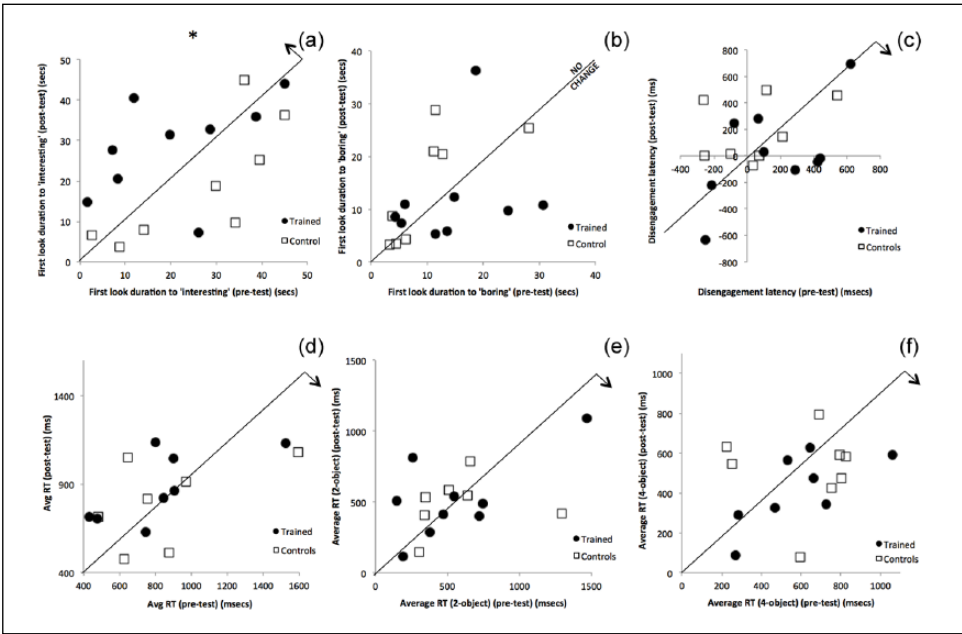 *
(a)
50
40
30
20
10
0
0 10 20 30 40 50
First look duration to 'interesting' (post-test) (secs)
First look duration to 'interesting' (pre-test) (secs)
Trained
Control
(b)
50
40
30
20
10
0
0 10 20 30 40
First look duration to 'boring' (post-test) (secs)
First look duration to 'boring' (pre-test) (secs)
NO
CHANGE
Trained
Control
(c)
800
600
400
200
0
-200
-400
-600
-800
-400 -200 0 200 400 600 800
Disengagement latency (post-test) (ms)
Disengagement latency (pre-test) (msecs)
Trained
Controls
(d)
1400
900
400
400 600 800 1000 1200 1400 1600
Avg RT (post-test) (ms)
Avg RT (pre-test) (msecs)
Trained
Controls
(e)
1500
1000
500
0
0 500 1000 1500
Average RT (2-object) (post-test) (ms)
Average RT (2-object) (pre-test) (msecs)
Trained
Controls
(f)
1000
800
600
400
200
0
0 200 400 600 800 1000
Average RT (4-object) (post-test) (ms)
Average RT (4-object) (pre-test) (msecs)
Trained
Controls